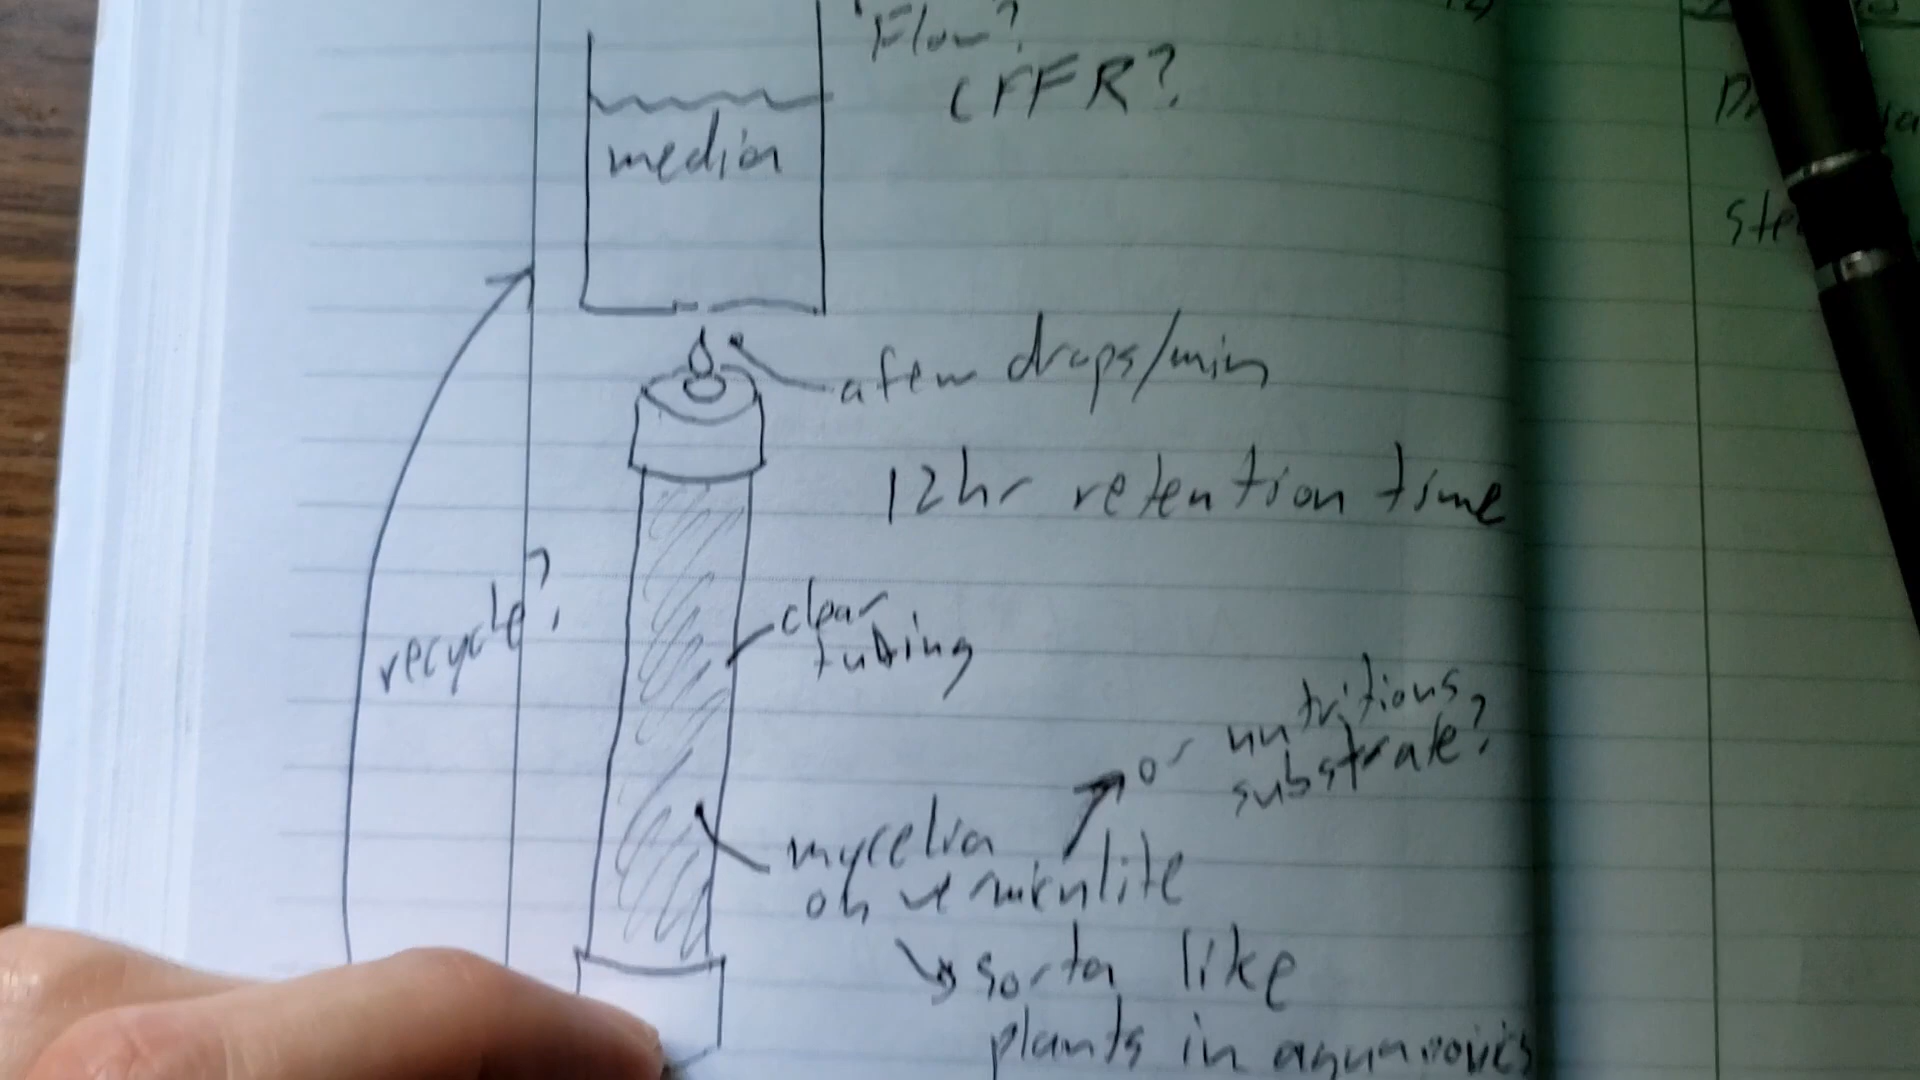 Flow?
CFFR?
media
a few drops/min
12hr retention time
recycle?
clear
tubing
or nutritious
substrate?
mycelia
on vermiculite
sorta like
plants in aquaponics